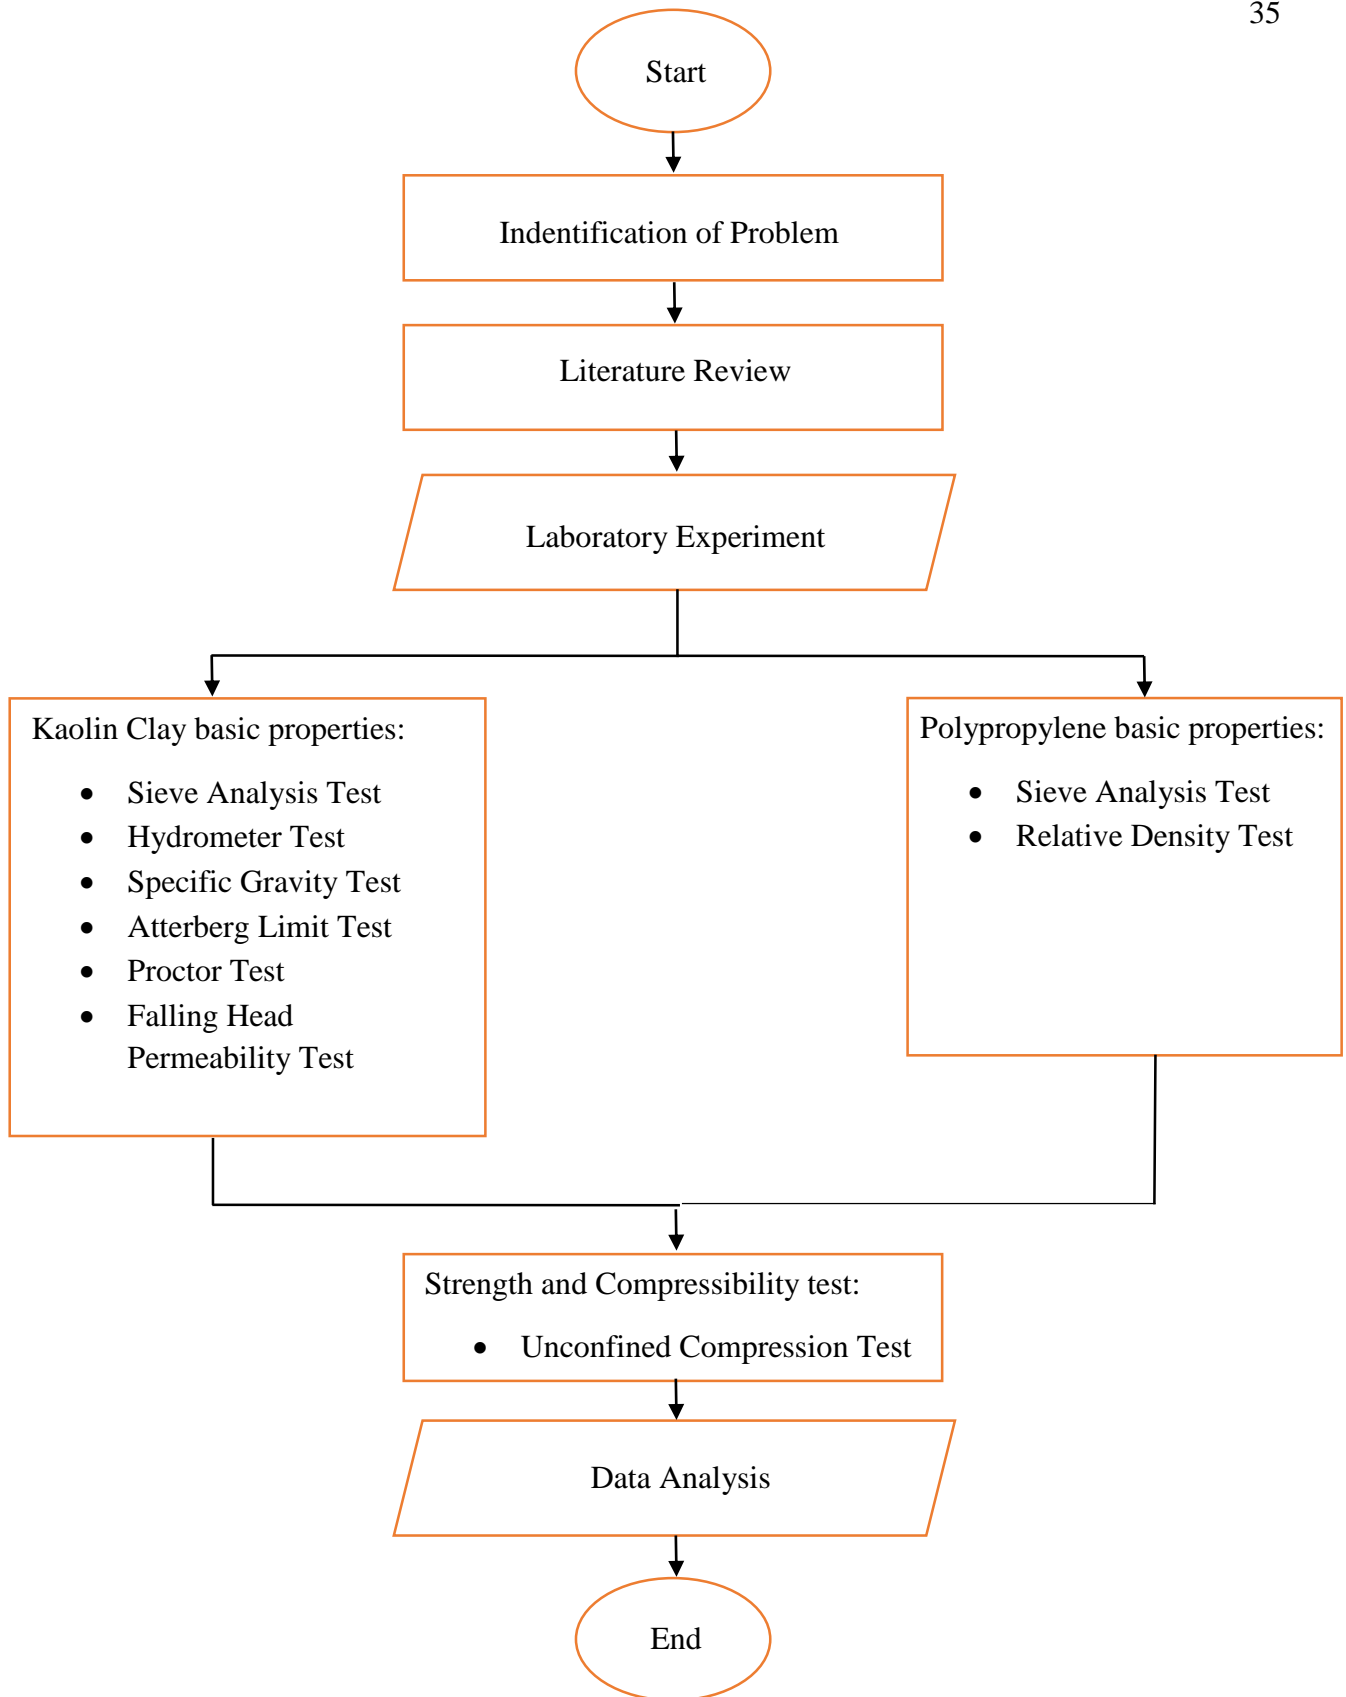 35
Start
Indentification of Problem
Literature Review
Laboratory Experiment
Kaolin Clay basic properties:
• Sieve Analysis Test
• Hydrometer Test
• Specific Gravity Test
• Atterberg Limit Test
• Proctor Test
• Falling Head
Permeability Test
Polypropylene basic properties:
• Sieve Analysis Test
• Relative Density Test
Strength and Compressibility test:
• Unconfined Compression Test
Data Analysis
End